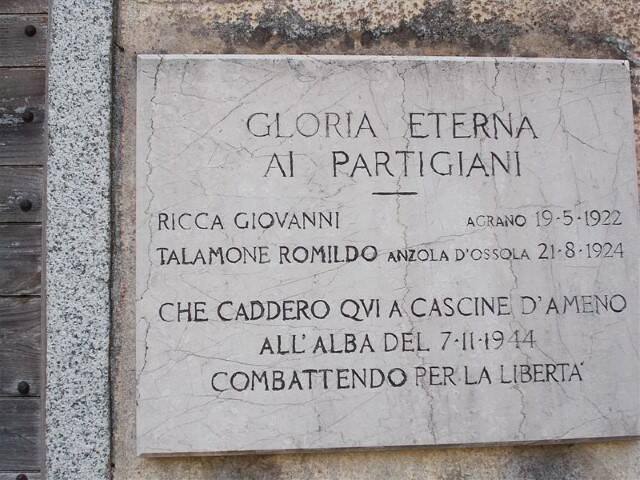 GLORIA ETERNA
AI PARTIGIANI
RICCA GIOVANNI AGRANO 19·5·1922
TALAMONE ROMILDO ANZOLA D'OSSOLA 21·8·1924
CHE CADDERO QVI A CASCINE D'AMENO
ALL'ALBA DEL 7·11·1944
COMBATTENDO PER LA LIBERTA'